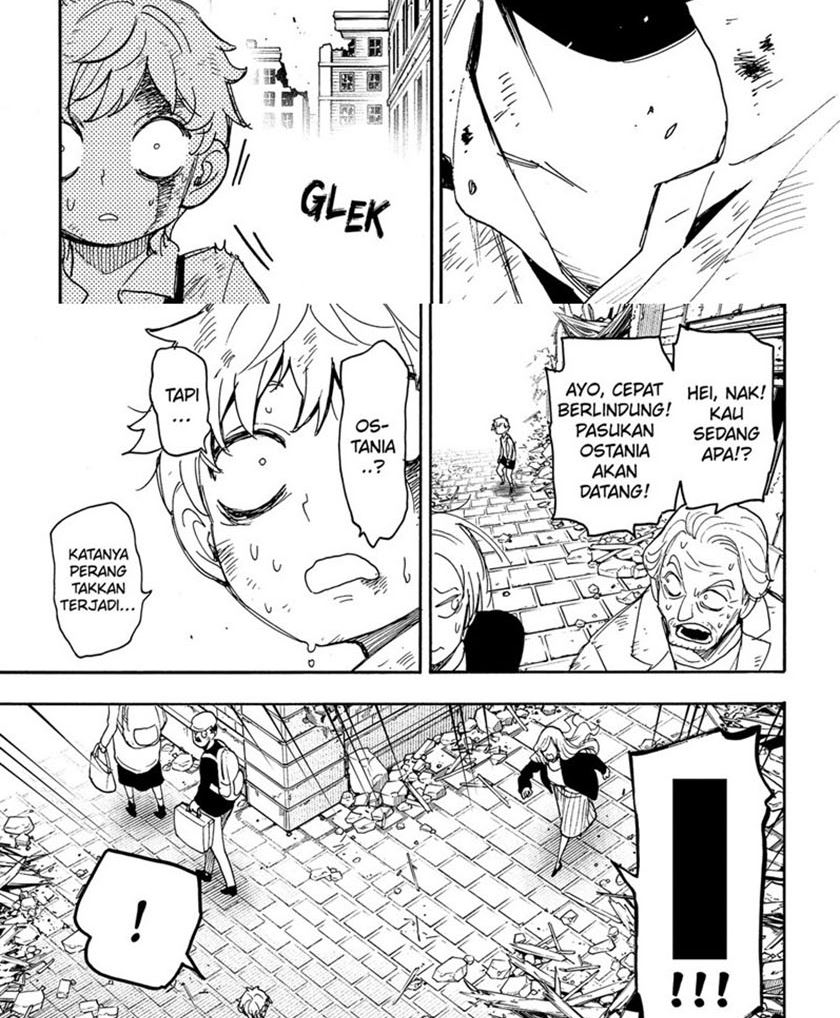 GLEK
HEI, NAK!
KAU
SEDANG
APA!?
AYO, CEPAT
BERLINDUNG!
PASUKAN
OSTANIA
AKAN
DATANG!
OS-
TANIA
..?
TAPI
...
KATANYA
PERANG
TAKKAN
TERJADI...
!!!
!